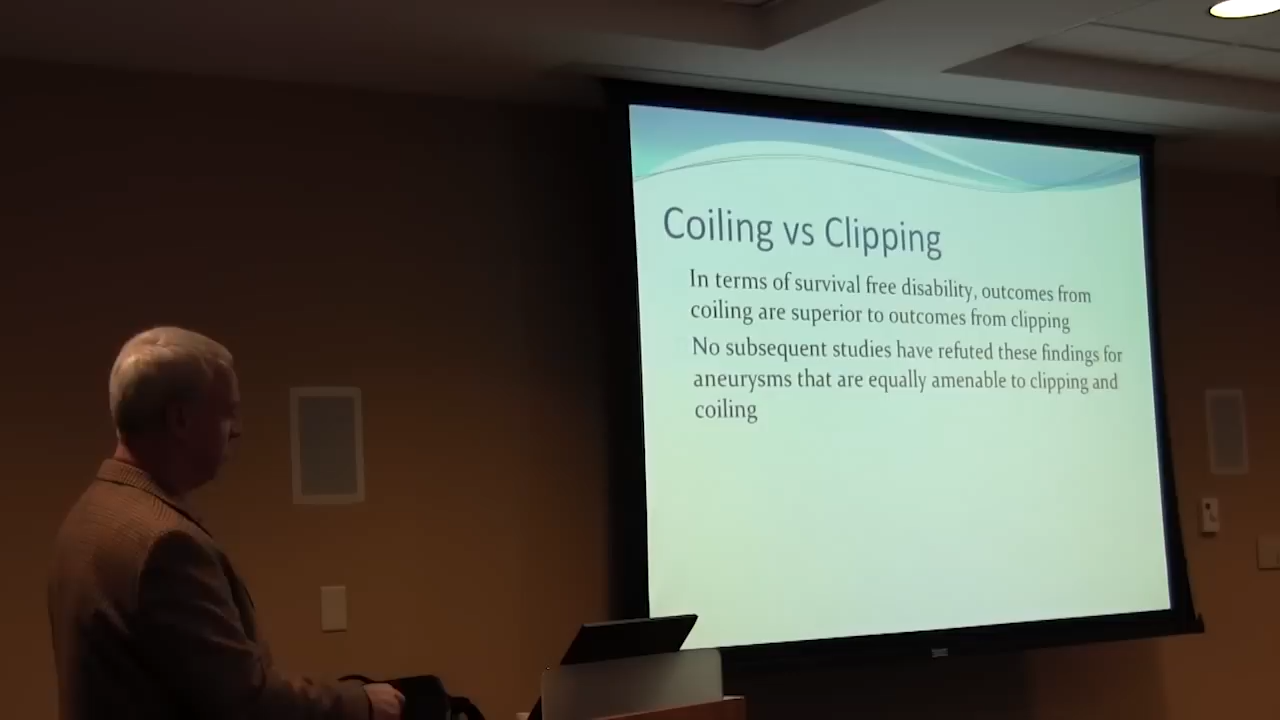 Coiling vs Clipping
In terms of survival free disability, outcomes from
coiling are superior to outcomes from clipping
No subsequent studies have refuted these findings for
aneurysms that are equally amenable to clipping and
coiling